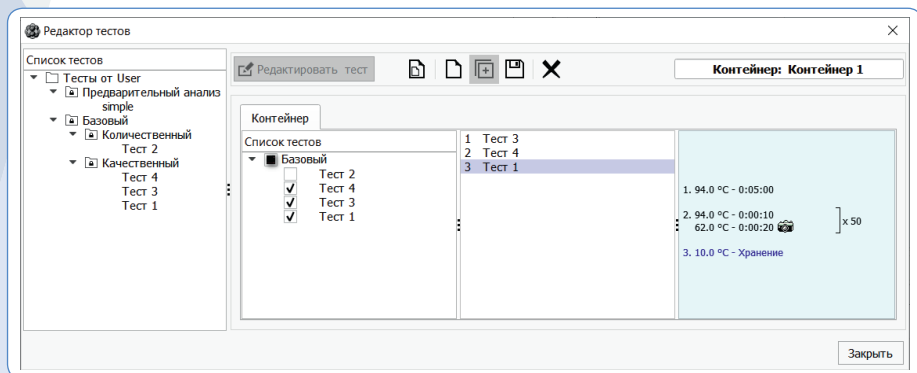 Редактор тестов
Список тестов
Тесты от User
Предварительный анализ
simple
Базовый
Количественный
Тест 2
Качественный
Тест 4
Тест 3
Тест 1
Редактировать тест
Контейнер: Контейнер 1
Контейнер
Список тестов
Базовый
Тест 2
Тест 4
Тест 3
Тест 1
1 Тест 3
2 Тест 4
3 Тест 1
1. 94.0 °C - 0:05:00
2. 94.0 °C - 0:00:10
62.0 °C - 0:00:20
x 50
3. 10.0 °C - Хранение
Закрыть